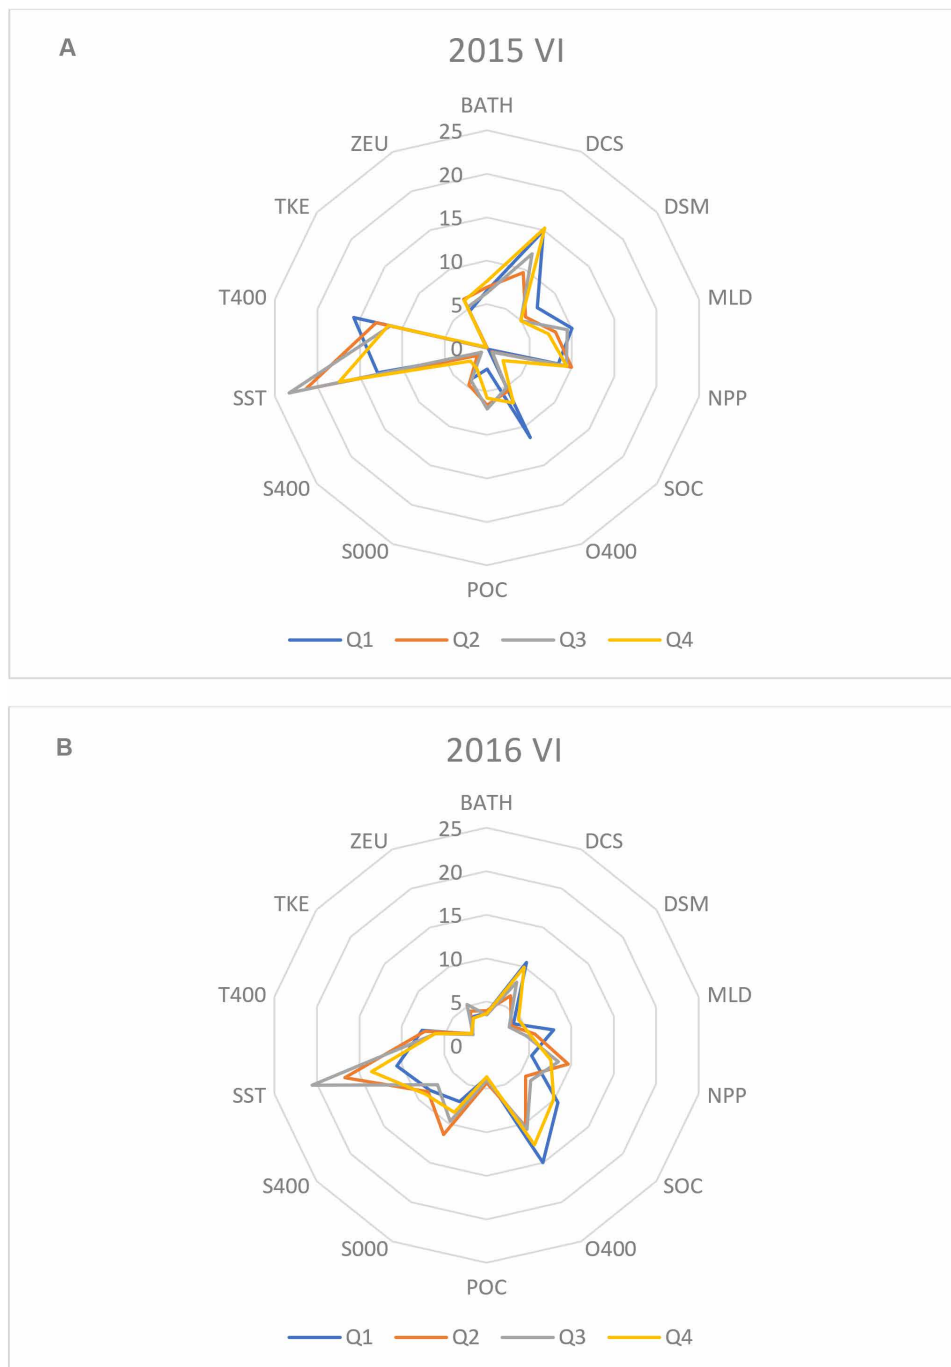 A
2015 VI
BATH
25
ZEU
DCS
20
TKE
DSM
15
10
T400
MLD
5
0
SST
NPP
S400
SOC
S000
O400
POC
Q1 Q2 Q3 Q4
B
2016 VI
BATH
25
ZEU
DCS
20
TKE
DSM
15
10
T400
MLD
5
0
SST
NPP
S400
SOC
S000
O400
POC
Q1 Q2 Q3 Q4